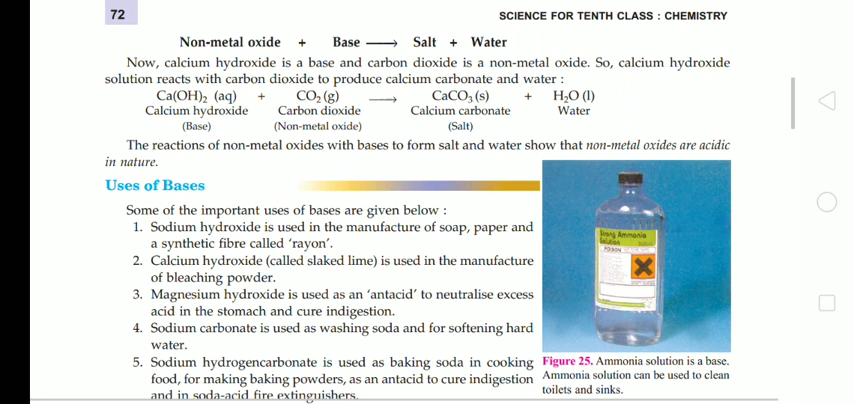 72
SCIENCE FOR TENTH CLASS : CHEMISTRY
Non-metal oxide + Base ⟶ Salt + Water
Now, calcium hydroxide is a base and carbon dioxide is a non-metal oxide. So, calcium hydroxide
solution reacts with carbon dioxide to produce calcium carbonate and water :
Ca(OH)₂ (aq) + CO₂ (g) ⟶ CaCO₃ (s) + H₂O (l)
Calcium hydroxide Carbon dioxide Calcium carbonate Water
(Base) (Non-metal oxide) (Salt)
The reactions of non-metal oxides with bases to form salt and water show that non-metal oxides are acidic
in nature.
Uses of Bases
Some of the important uses of bases are given below :
1. Sodium hydroxide is used in the manufacture of soap, paper and
a synthetic fibre called ‘rayon’.
2. Calcium hydroxide (called slaked lime) is used in the manufacture
of bleaching powder.
3. Magnesium hydroxide is used as an ‘antacid’ to neutralise excess
acid in the stomach and cure indigestion.
4. Sodium carbonate is used as washing soda and for softening hard
water.
5. Sodium hydrogencarbonate is used as baking soda in cooking
food, for making baking powders, as an antacid to cure indigestion
and in soda-acid fire extinguishers.
Strong Ammonia
Solution
POISON
Figure 25. Ammonia solution is a base.
Ammonia solution can be used to clean
toilets and sinks.